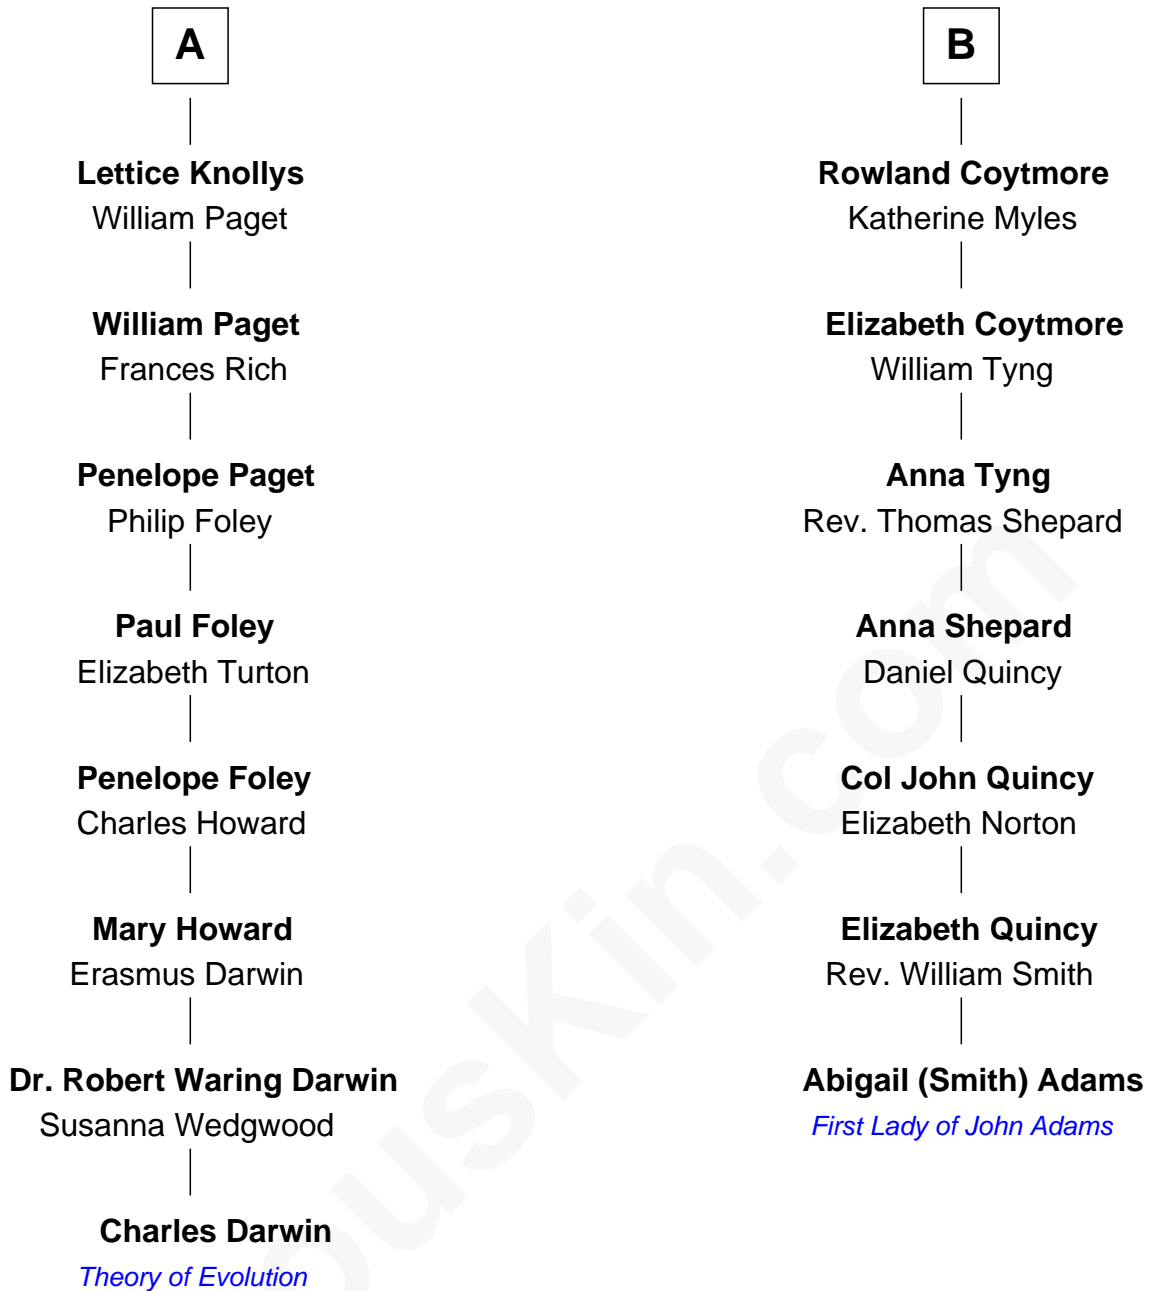 A
Lettice Knollys
William Paget
William Paget
Frances Rich
Penelope Paget
Philip Foley
Paul Foley
Elizabeth Turton
Penelope Foley
Charles Howard
Mary Howard
Erasmus Darwin
Dr. Robert Waring Darwin
Susanna Wedgwood
Charles Darwin
Theory of Evolution
B
Rowland Coytmore
Katherine Myles
Elizabeth Coytmore
William Tyng
Anna Tyng
Rev. Thomas Shepard
Anna Shepard
Daniel Quincy
Col John Quincy
Elizabeth Norton
Elizabeth Quincy
Rev. William Smith
Abigail (Smith) Adams
First Lady of John Adams
ousKin.com